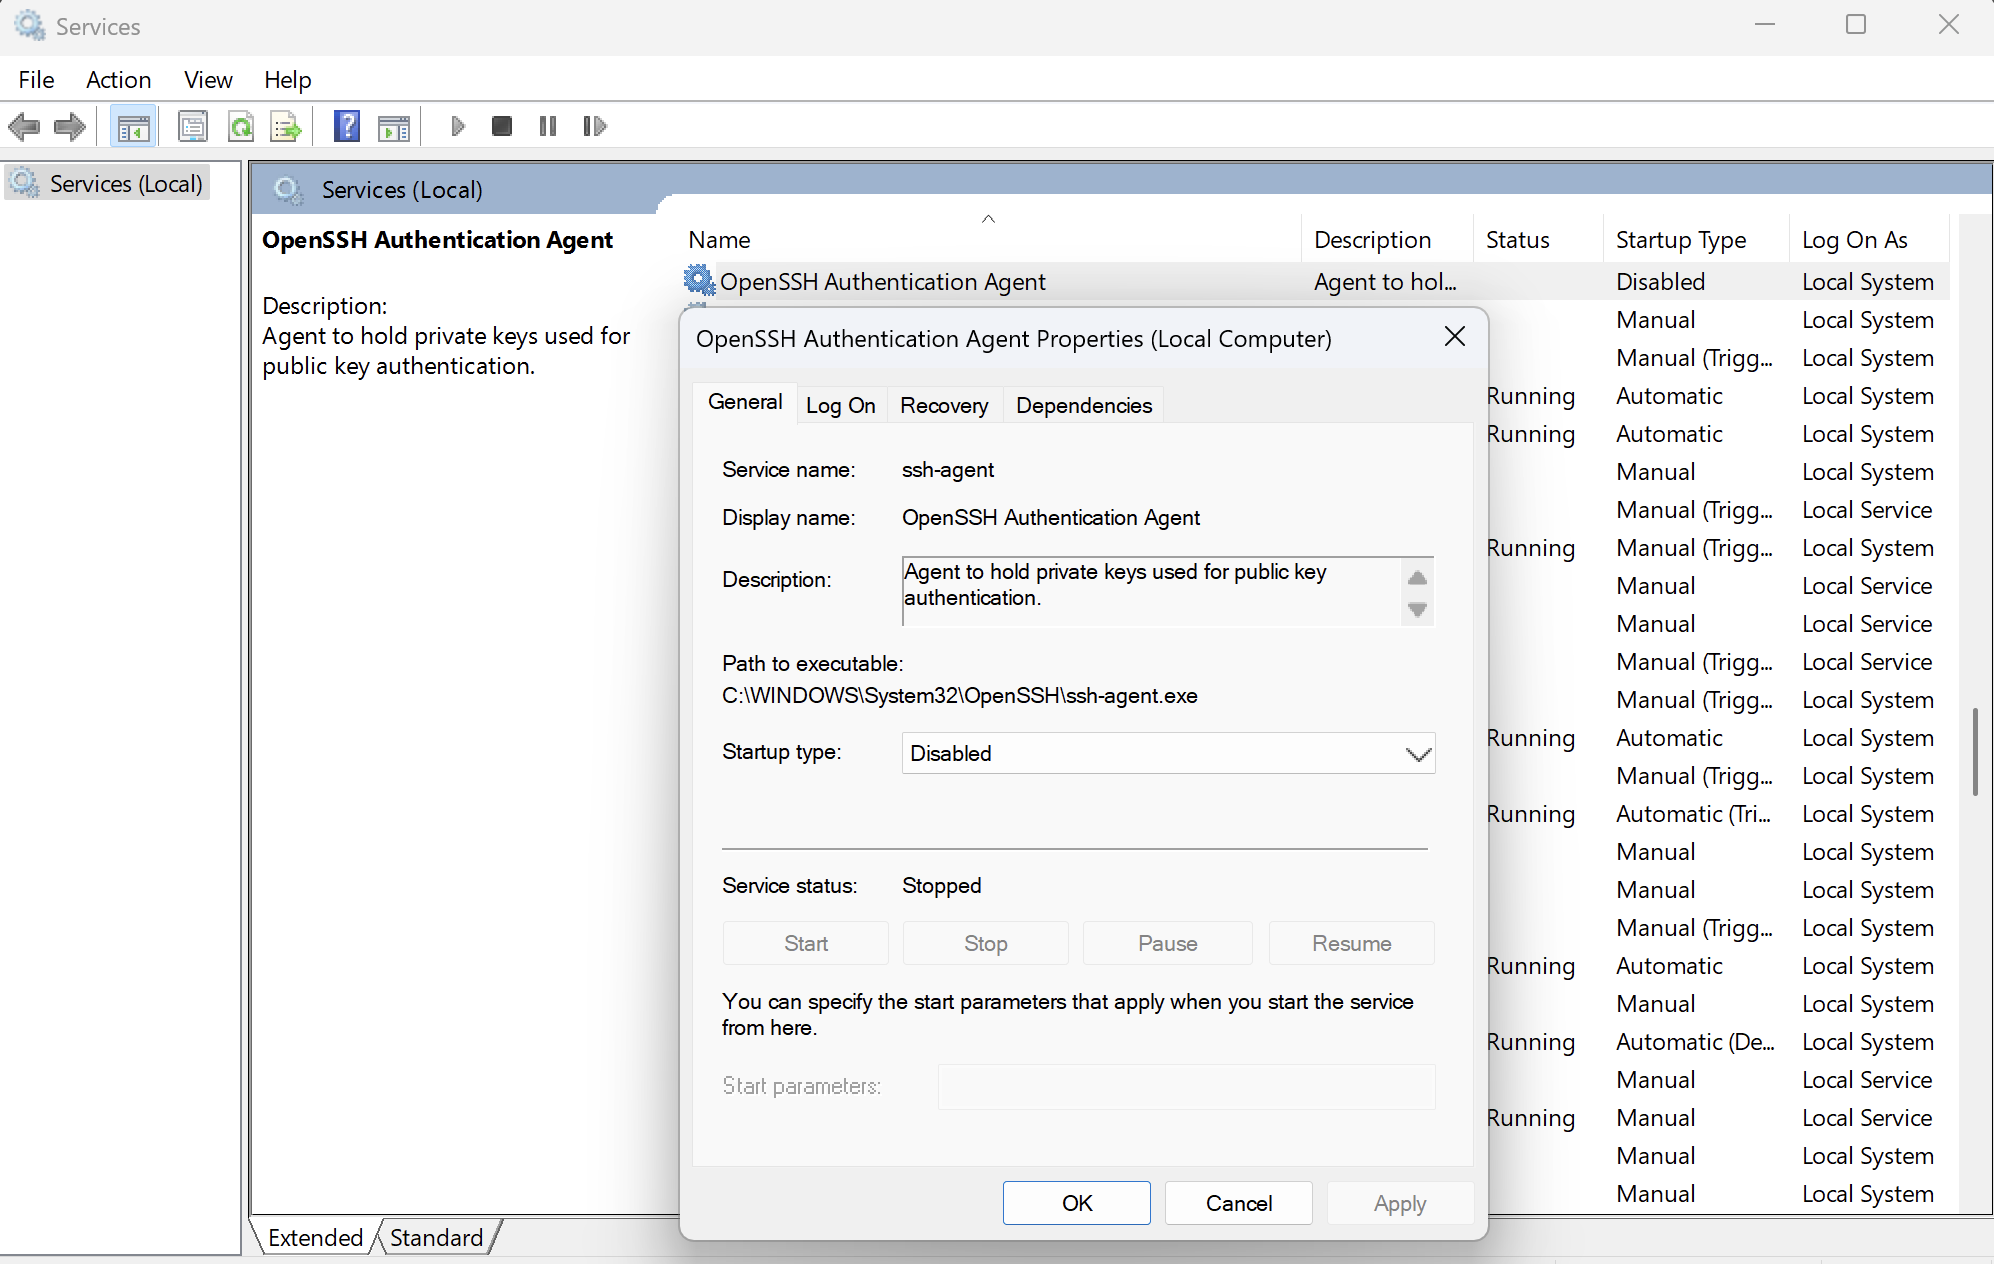 Services
File Action View Help
Services (Local)
Services (Local)
OpenSSH Authentication Agent
Description:
Agent to hold private keys used for
public key authentication.
Name Description Status Startup Type Log On As
OpenSSH Authentication Agent Agent to hol... Disabled Local System
Manual Local System
Manual (Trigg... Local System
Running Automatic Local System
Running Automatic Local System
Manual Local System
Manual (Trigg... Local Service
Running Manual (Trigg... Local System
Manual Local Service
Manual Local Service
Manual (Trigg... Local Service
Manual (Trigg... Local System
Running Automatic Local System
Manual (Trigg... Local System
Running Automatic (Tri... Local System
Manual Local System
Manual Local System
Manual (Trigg... Local System
Running Automatic Local System
Manual Local System
Running Automatic (De... Local System
Manual Local Service
Running Manual Local Service
Manual Local System
Manual Local System
OpenSSH Authentication Agent Properties (Local Computer)
General Log On Recovery Dependencies
Service name: ssh-agent
Display name: OpenSSH Authentication Agent
Description: Agent to hold private keys used for public key
authentication.
Path to executable:
C:\WINDOWS\System32\OpenSSH\ssh-agent.exe
Startup type: Disabled
Service status: Stopped
Start Stop Pause Resume
You can specify the start parameters that apply when you start the service
from here.
Start parameters:
OK Cancel Apply
Extended Standard